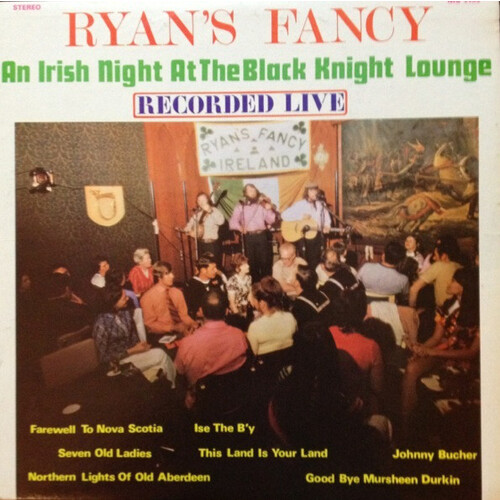 STEREO
RYAN'S FANCY
An Irish Night At The Black Knight Lounge
RECORDED LIVE
RYAN'S FANCY
IRELAND
Farewell To Nova Scotia Ise The B'y
Seven Old Ladies This Land Is Your Land Johnny Bucher
Northern Lights Of Old Aberdeen Good Bye Mursheen Durkin